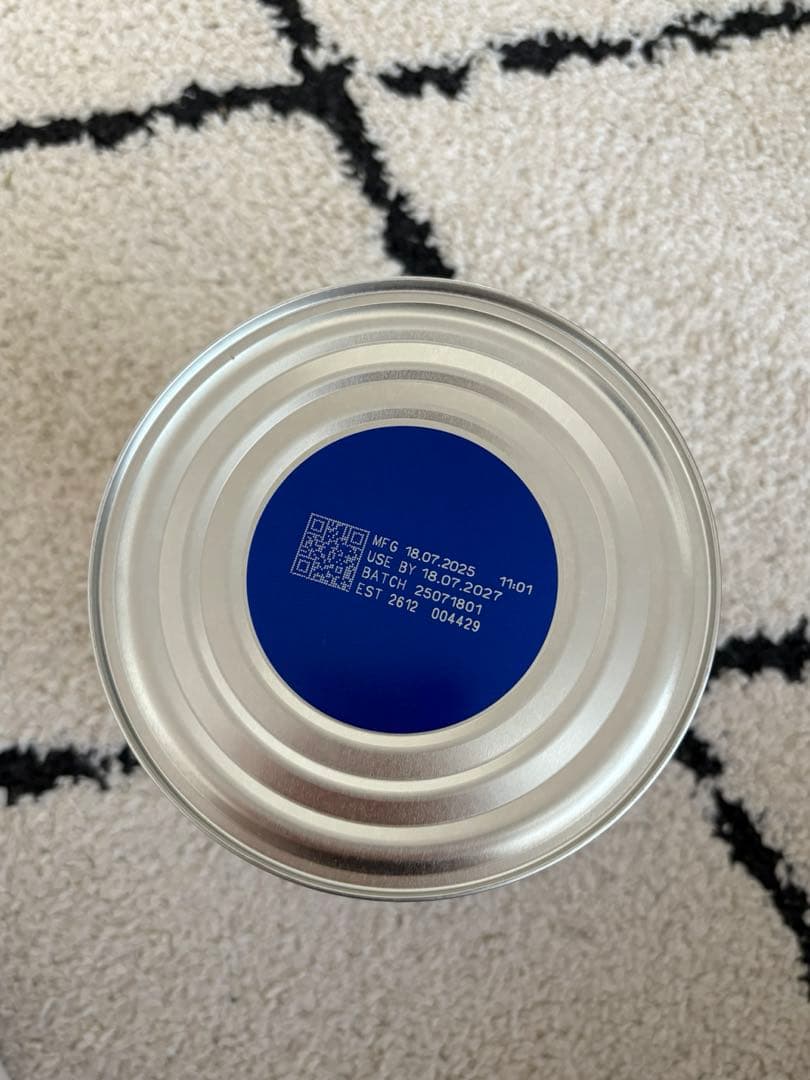 MFG 18.07.2025 11:01
USE BY 18.07.2027
BATCH 25071801
EST 2612 004429